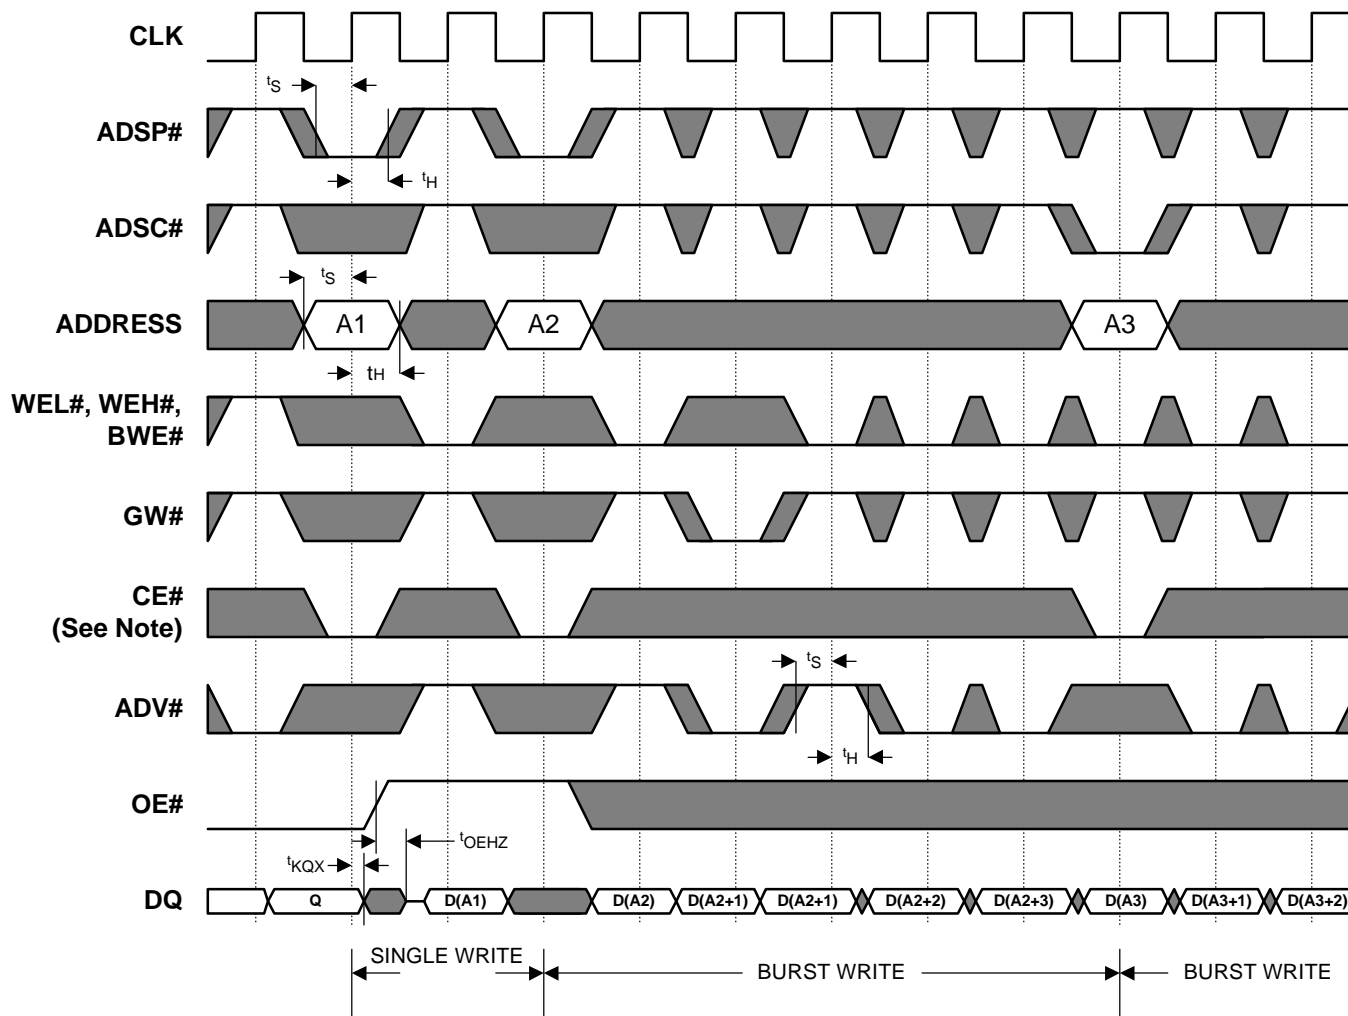 CLK
tS
ADSP#
tH
ADSC#
tS
ADDRESS
A1
A2
A3
tH
WEL#, WEH#,
BWE#
GW#
CE#
(See Note)
tS
ADV#
tH
OE#
tOEHZ
tKQX
DQ
Q
D(A1)
D(A2)
D(A2+1)
D(A2+1)
D(A2+2)
D(A2+3)
D(A3)
D(A3+1)
D(A3+2)
SINGLE WRITE
BURST WRITE
BURST WRITE